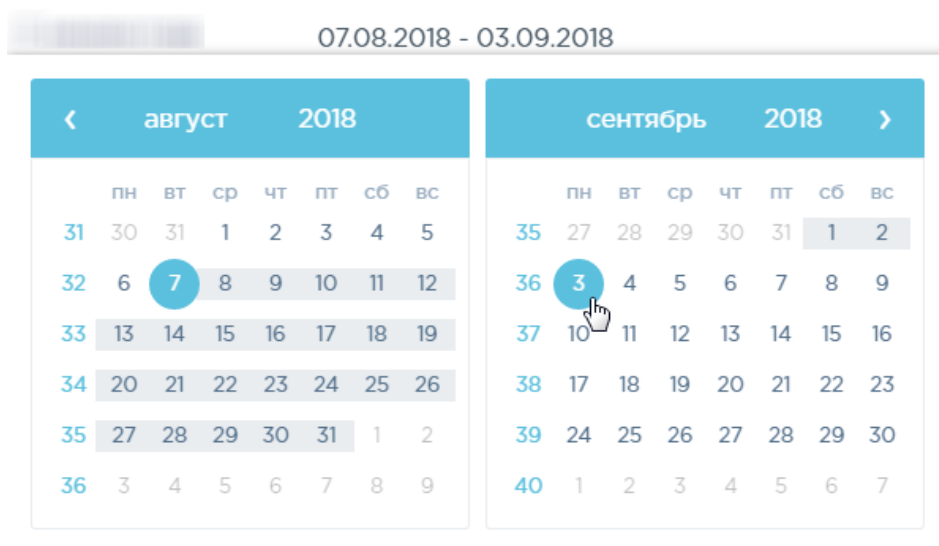 07.08.2018 - 03.09.2018
август 2018
пн вт ср чт пт сб вс
31 30 31 1 2 3 4 5
32 6 7 8 9 10 11 12
33 13 14 15 16 17 18 19
34 20 21 22 23 24 25 26
35 27 28 29 30 31 1 2
36 3 4 5 6 7 8 9
сентябрь 2018
пн вт ср чт пт сб вс
35 27 28 29 30 31 1 2
36 3 4 5 6 7 8 9
37 10 11 12 13 14 15 16
38 17 18 19 20 21 22 23
39 24 25 26 27 28 29 30
40 1 2 3 4 5 6 7